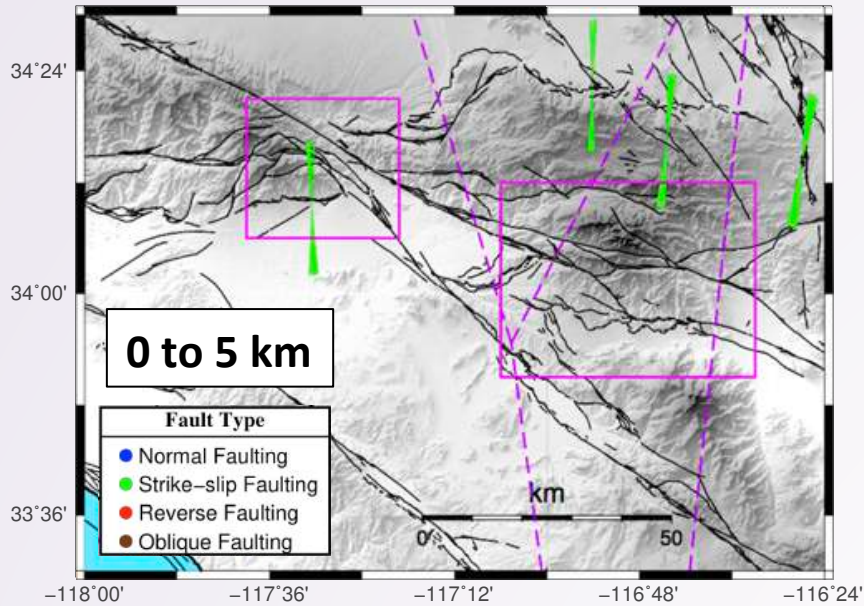 34°24'
34°00'
33°36'
0 to 5 km
Fault Type
Normal Faulting
Strike-slip Faulting
Reverse Faulting
Oblique Faulting
km
0 50
-118°00' -117°36' -117°12' -116°48' -116°24'